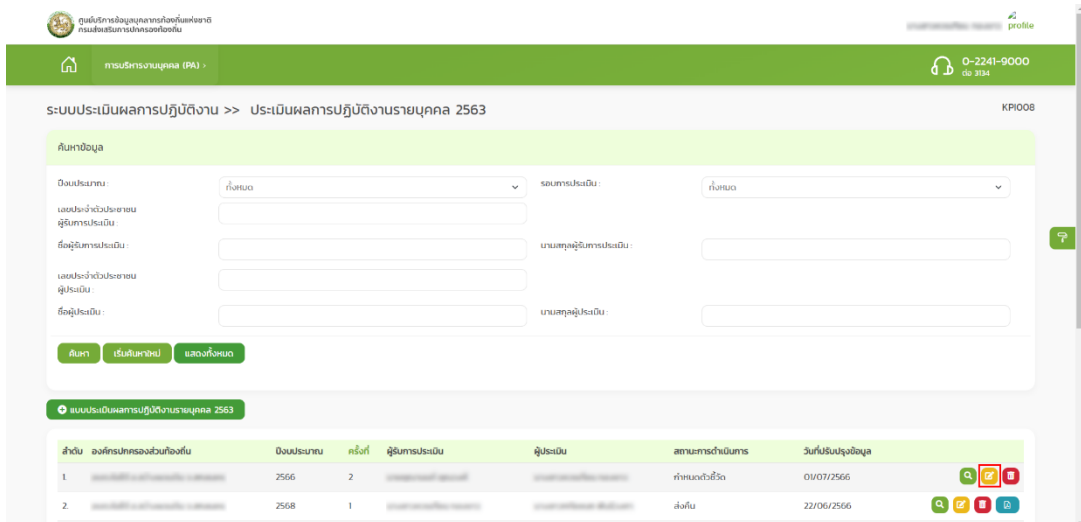 ศูนย์บริการข้อมูลบุคลากรท้องถิ่นแห่งชาติ
กรมส่งเสริมการปกครองท้องถิ่น
profile
การบริหารงานบุคคล (PA) >
0-2241-9000
ต่อ 3134
ระบบประเมินผลการปฏิบัติงาน >> ประเมินผลการปฏิบัติงานรายบุคคล 2563
KPI008
ค้นหาข้อมูล
ปีงบประมาณ : ทั้งหมด รอบการประเมิน : ทั้งหมด
เลขประจำตัวประชาชน
ผู้รับการประเมิน :
ชื่อผู้รับการประเมิน : นามสกุลผู้รับการประเมิน :
เลขประจำตัวประชาชน
ผู้ประเมิน :
ชื่อผู้ประเมิน : นามสกุลผู้ประเมิน :
ค้นหา เริ่มค้นหาใหม่ แสดงทั้งหมด
แบบประเมินผลการปฏิบัติงานรายบุคคล 2563
ลำดับ องค์กรปกครองส่วนท้องถิ่น ปีงบประมาณ ครั้งที่ ผู้รับการประเมิน ผู้ประเมิน สถานะการดำเนินการ วันที่ปรับปรุงข้อมูล
1. 2566 2 กำหนดตัวชี้วัด 01/07/2566
2. 2568 1 ส่งคืน 22/06/2566